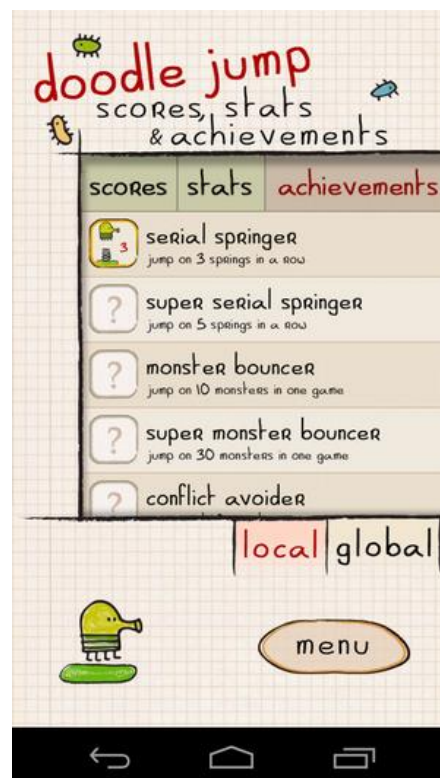 doodle jump
scores, stats
& achievements
scores stats achievements
3
serial springer
jump on 3 springs in a row
?
super serial springer
jump on 5 springs in a row
?
monster bouncer
jump on 10 monsters in one game
?
super monster bouncer
jump on 30 monsters in one game
?
conflict avoider
local global
menu